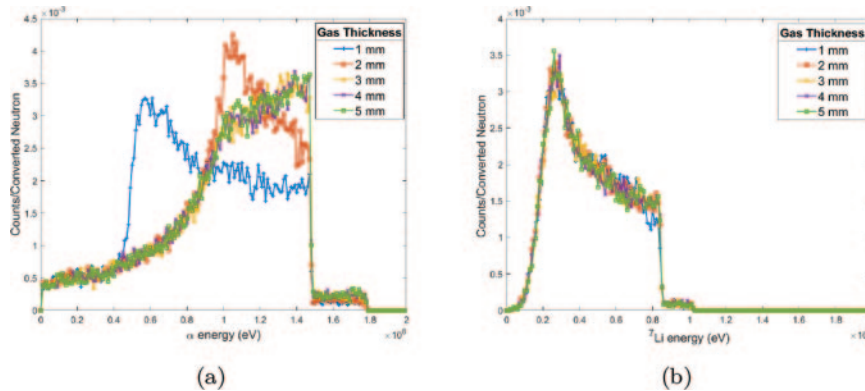 ×10⁻³
Gas Thickness
1 mm
2 mm
3 mm
4 mm
5 mm
4.5
4
3.5
3
2.5
2
1.5
1
0.5
0
Counts/Converted Neutron
0 0.2 0.4 0.6 0.8 1 1.2 1.4 1.6 1.8 2
α energy (eV)
×10⁶
(a)
×10⁻³
Gas Thickness
1 mm
2 mm
3 mm
4 mm
5 mm
4
3.5
3
2.5
2
1.5
1
0.5
0
Counts/Converted Neutron
0 0.2 0.4 0.6 0.8 1 1.2 1.4 1.6 1.8
⁷Li energy (eV)
(b)